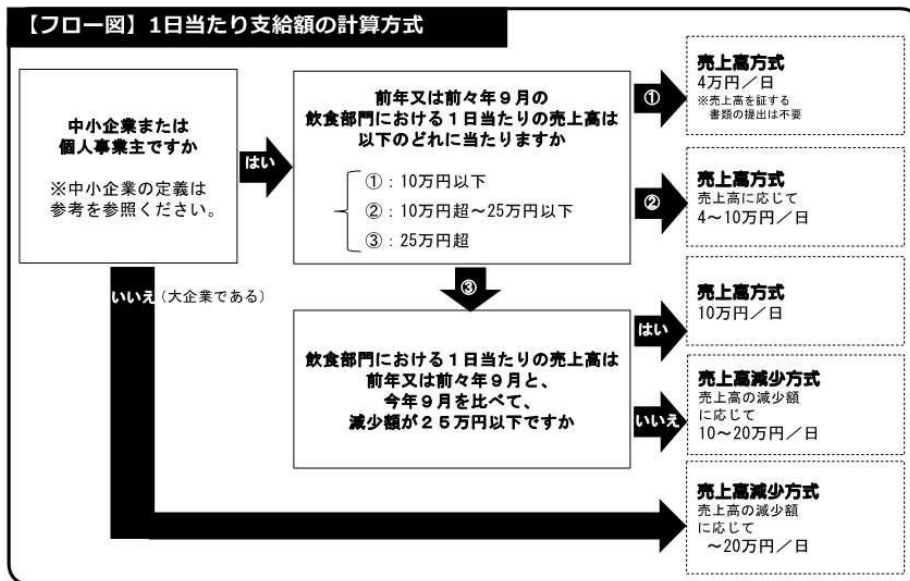 【フロー図】1日当たり支給額の計算方式
中小企業または
個人事業主ですか
※中小企業の定義は
参考を参照ください。
はい
前年又は前々年９月の
飲食部門における１日当たりの売上高は
以下のどれに当たりますか
①：10万円以下
②：10万円超～25万円以下
③：25万円超
①
売上高方式
4万円／日
※売上高を証する
書類の提出は不要
②
売上高方式
売上高に応じて
4～10万円／日
③
いいえ(大企業である)
飲食部門における１日当たりの売上高は
前年又は前々年９月と、
今年９月を比べて、
減少額が２５万円以下ですか
はい
売上高方式
10万円／日
いいえ
売上高減少方式
売上高の減少額
に応じて
10～20万円／日
売上高減少方式
売上高の減少額
に応じて
～20万円／日